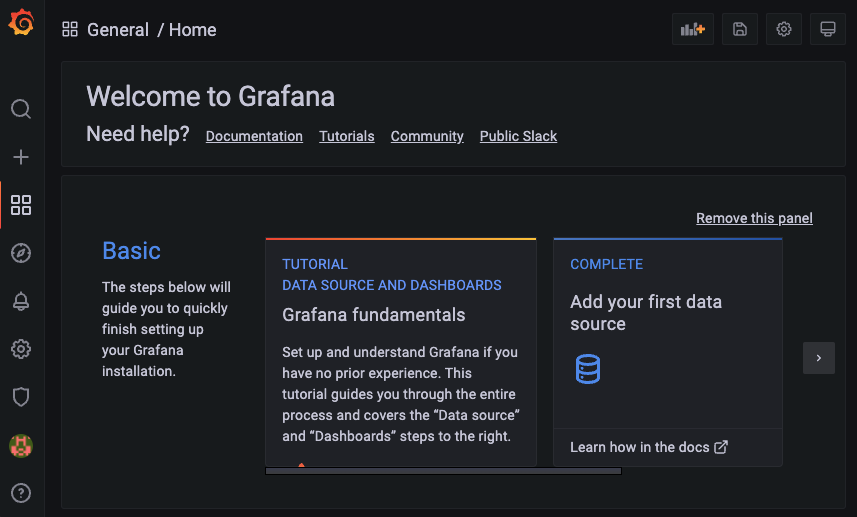 General / Home
Welcome to Grafana
Need help? Documentation Tutorials Community Public Slack
Remove this panel
Basic
The steps below will
guide you to quickly
finish setting up
your Grafana
installation.
TUTORIAL
DATA SOURCE AND DASHBOARDS
Grafana fundamentals
Set up and understand Grafana if you
have no prior experience. This
tutorial guides you through the entire
process and covers the “Data source”
and “Dashboards” steps to the right.
COMPLETE
Add your first data
source
Learn how in the docs